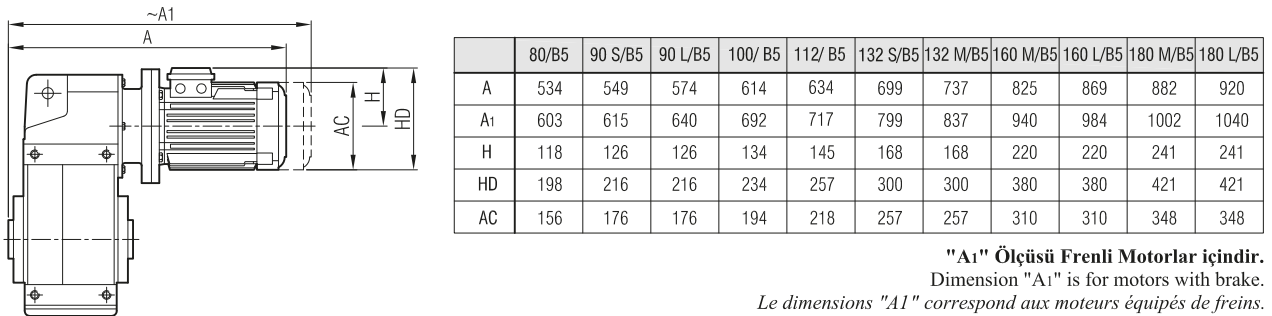 ~A1
A
H
HD
AC
80/B5 90 S/B5 90 L/B5 100/ B5 112/ B5 132 S/B5 132 M/B5 160 M/B5 160 L/B5 180 M/B5 180 L/B5
A 534 549 574 614 634 699 737 825 869 882 920
A1 603 615 640 692 717 799 837 940 984 1002 1040
H 118 126 126 134 145 168 168 220 220 241 241
HD 198 216 216 234 257 300 300 380 380 421 421
AC 156 176 176 194 218 257 257 310 310 348 348
"A1" Ölçüsü Frenli Motorlar içindir.
Dimension "A1" is for motors with brake.
Le dimensions "A1" correspond aux moteurs équipés de freins.